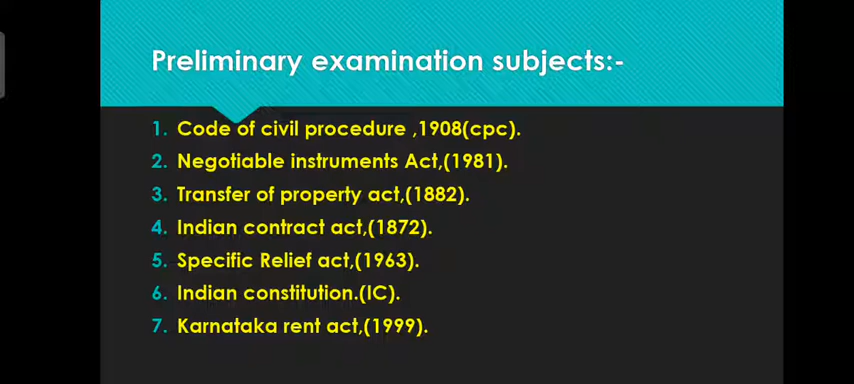 Preliminary examination subjects:-
1. Code of civil procedure ,1908(cpc).
2. Negotiable instruments Act,(1981).
3. Transfer of property act,(1882).
4. Indian contract act,(1872).
5. Specific Relief act,(1963).
6. Indian constitution.(IC).
7. Karnataka rent act,(1999).